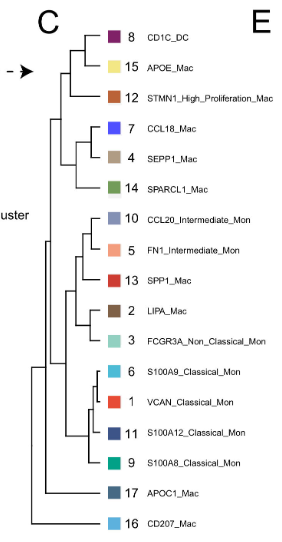 C
E
8 CD1C_DC
15 APOE_Mac
12 STMN1_High_Proliferation_Mac
7 CCL18_Mac
4 SEPP1_Mac
14 SPARCL1_Mac
uster
10 CCL20_Intermediate_Mon
5 FN1_Intermediate_Mon
13 SPP1_Mac
2 LIPA_Mac
3 FCGR3A_Non_Classical_Mon
6 S100A9_Classical_Mon
1 VCAN_Classical_Mon
11 S100A12_Classical_Mon
9 S100A8_Classical_Mon
17 APOC1_Mac
16 CD207_Mac